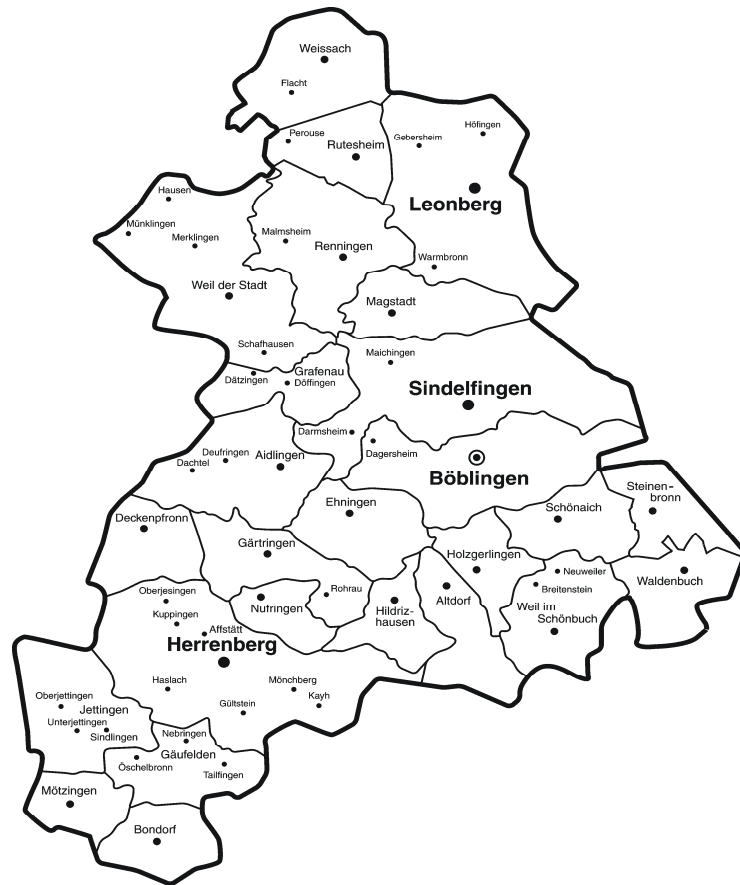 Weissach
Flacht
Perouse
Rutesheim
Gebersheim
Höfingen
Leonberg
Hausen
Münklingen
Merklingen
Malmsheim
Renningen
Warmbronn
Weil der Stadt
Magstadt
Schafhausen
Maichingen
Dätzingen
Grafenau
Döffingen
Sindelfingen
Darmsheim
Dagersheim
Böblingen
Deufringen
Dachtel
Aidlingen
Steinen-
bronn
Ehningen
Schönaich
Deckenpfronn
Gärtringen
Holzgerlingen
Neuweiler
Breitenstein
Waldenbuch
Oberjesingen
Rohrau
Nufringen
Altdorf
Hildriz-
hausen
Weil im
Schönbuch
Kuppingen
Affstätt
Herrenberg
Haslach
Mönchberg
Kayh
Gültstein
Oberjettingen
Jettingen
Unterjettingen
Sindlingen
Nebringen
Gäufelden
Öschelbronn
Tailfingen
Mötzingen
Bondorf